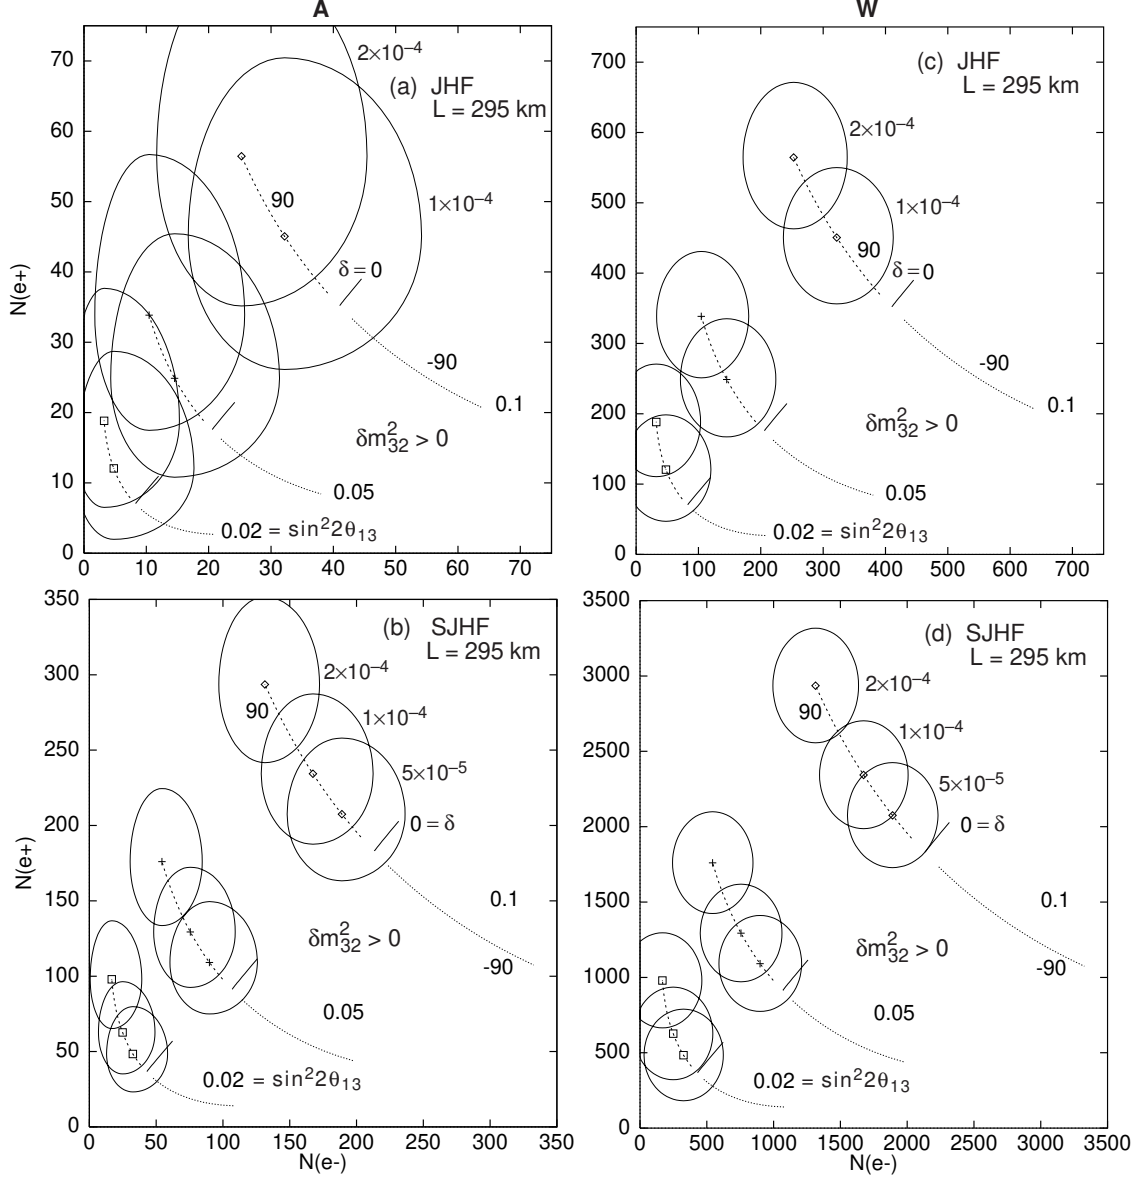 A
W
70
60
50
40
30
20
10
0
N(e+)
2×10⁻⁴
(a) JHF
L = 295 km
90
1×10⁻⁴
δ = 0
-90
0.1
δm²₃₂ > 0
0.05
0.02 = sin²2θ₁₃
0 10 20 30 40 50 60 70
700
600
500
400
300
200
100
0
(c) JHF
L = 295 km
2×10⁻⁴
1×10⁻⁴
90
δ = 0
-90
0.1
δm²₃₂ > 0
0.05
0.02 = sin²2θ₁₃
0 100 200 300 400 500 600 700
350
300
250
200
150
100
50
0
N(e+)
(b) SJHF
L = 295 km
2×10⁻⁴
90
1×10⁻⁴
5×10⁻⁵
0 = δ
0.1
δm²₃₂ > 0
-90
0.05
0.02 = sin²2θ₁₃
0 50 100 150 200 250 300 350
N(e-)
3500
3000
2500
2000
1500
1000
500
0
(d) SJHF
L = 295 km
2×10⁻⁴
90
1×10⁻⁴
5×10⁻⁵
0 = δ
0.1
δm²₃₂ > 0
-90
0.05
0.02 = sin²2θ₁₃
0 500 1000 1500 2000 2500 3000 3500
N(e-)